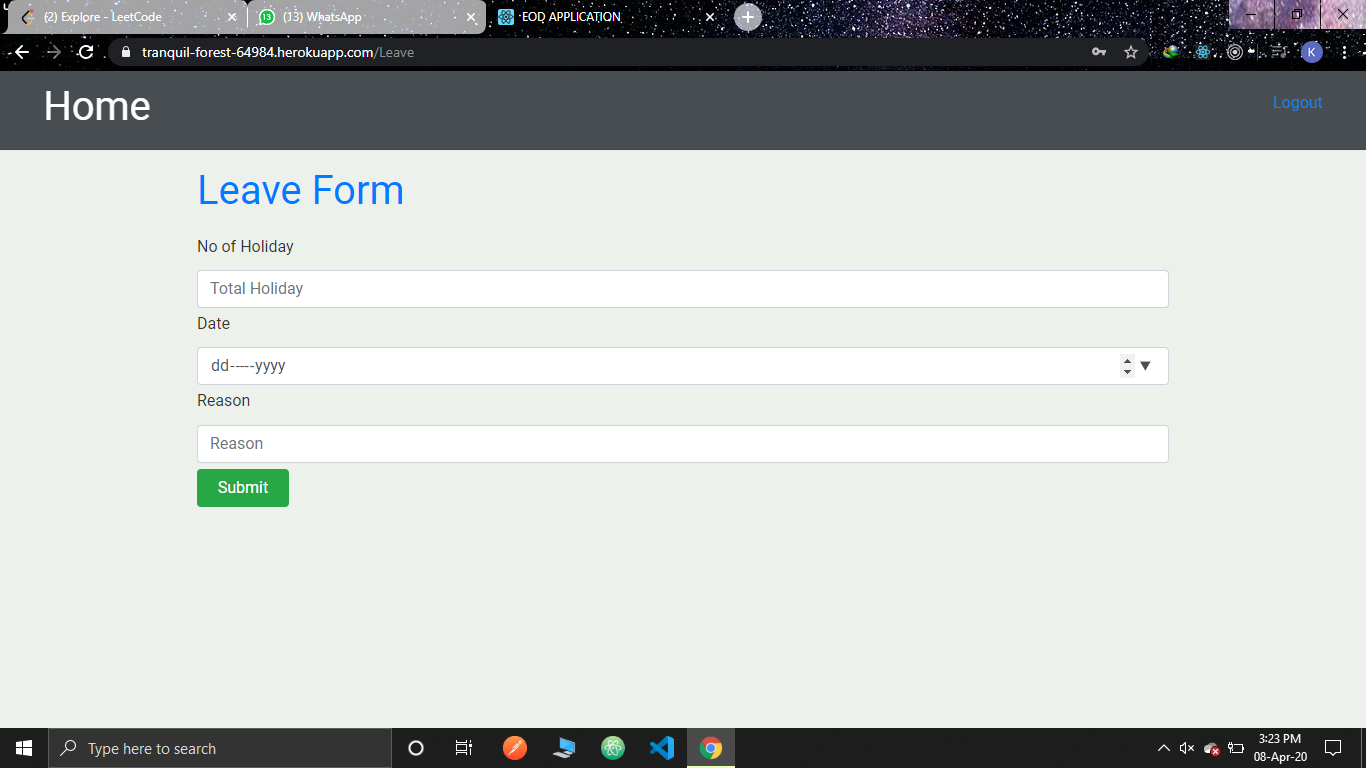 (2) Explore - LeetCode
13
(13) WhatsApp
EOD APPLICATION
tranquil-forest-64984.herokuapp.com/Leave
K
Home
Logout
Leave Form
No of Holiday
Total Holiday
Date
dd-----yyyy
Reason
Reason
Submit
Type here to search
3:23 PM
08-Apr-20